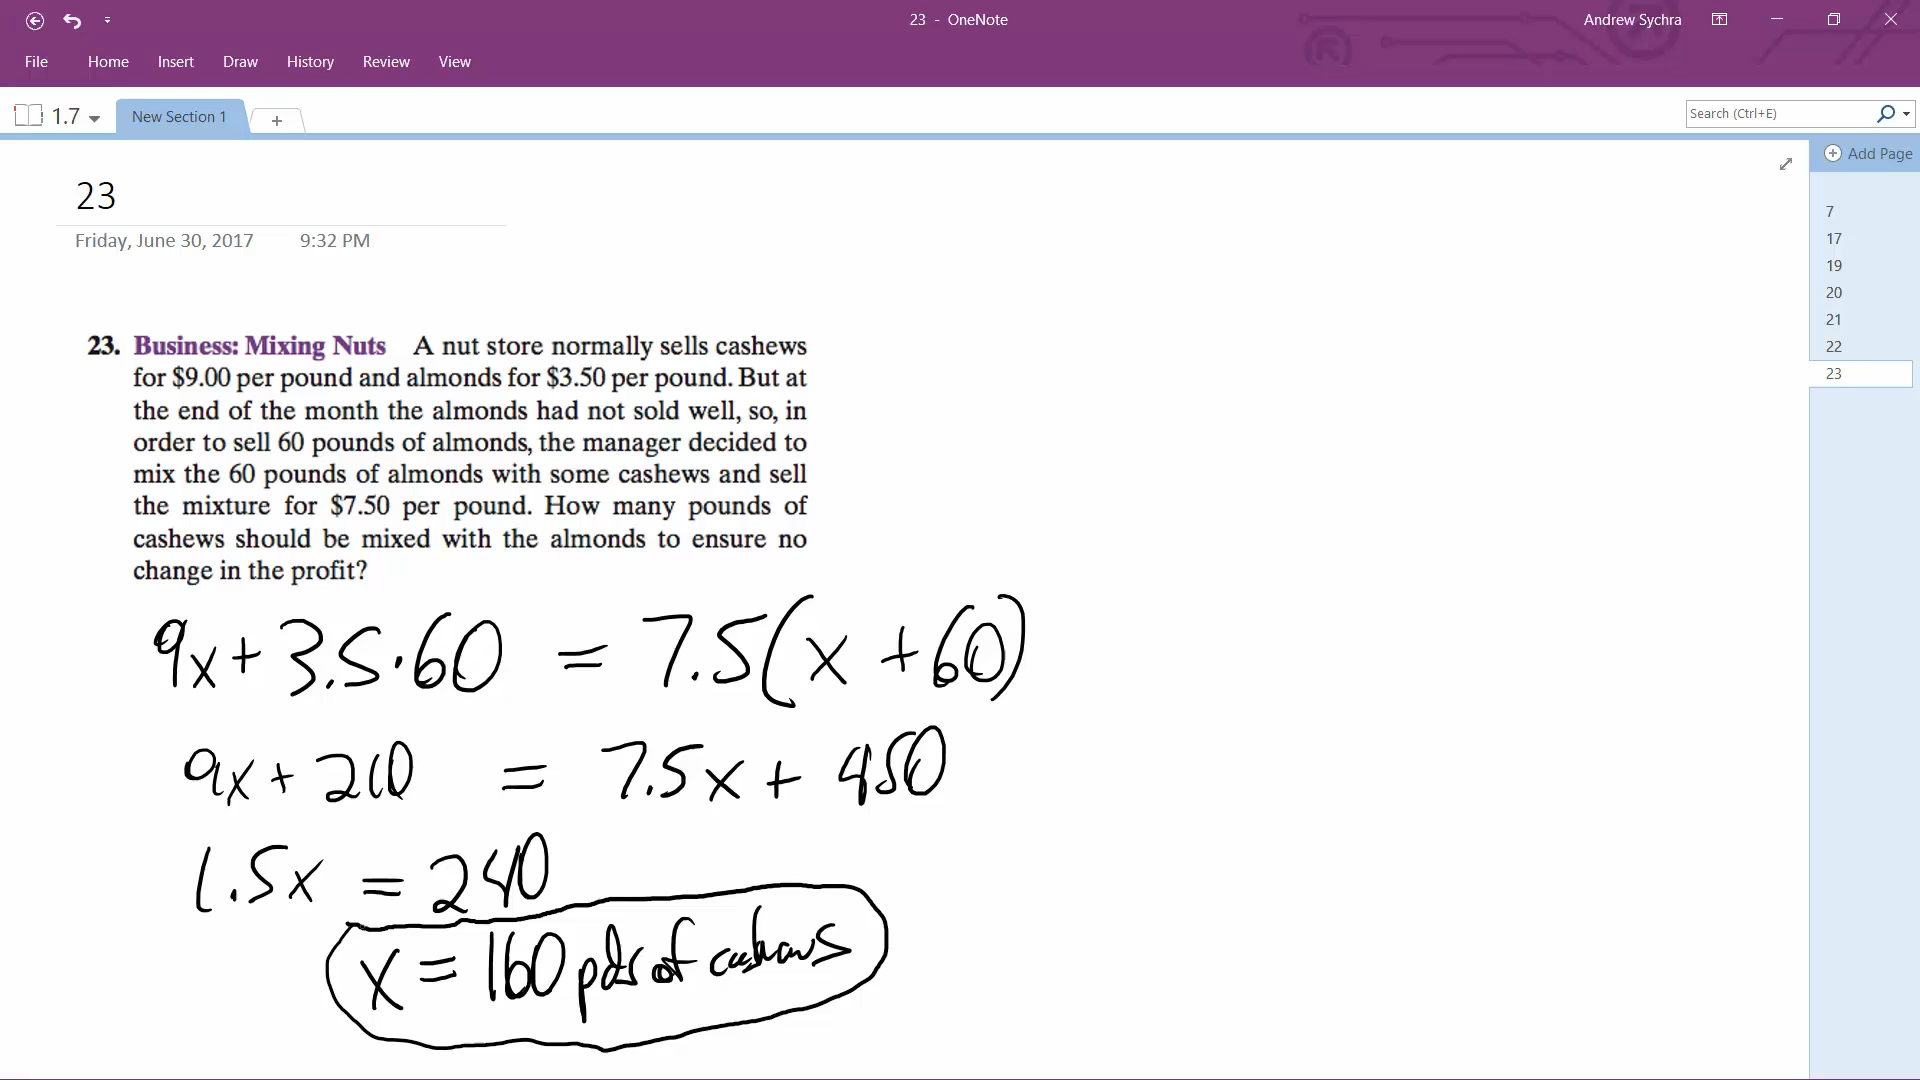 23 - OneNote
Andrew Sychra
File Home Insert Draw History Review View
1.7 New Section 1 +
Search (Ctrl+E)
Add Page
23
Friday, June 30, 2017 9:32 PM
7
17
19
20
21
22
23
23. Business: Mixing Nuts A nut store normally sells cashews
for $9.00 per pound and almonds for $3.50 per pound. But at
the end of the month the almonds had not sold well, so, in
order to sell 60 pounds of almonds, the manager decided to
mix the 60 pounds of almonds with some cashews and sell
the mixture for $7.50 per pound. How many pounds of
cashews should be mixed with the almonds to ensure no
change in the profit?
9x+3.5·60 = 7.5(x+60)
9x+210 = 7.5x+450
1.5x = 240
x = 160 pds of cashews